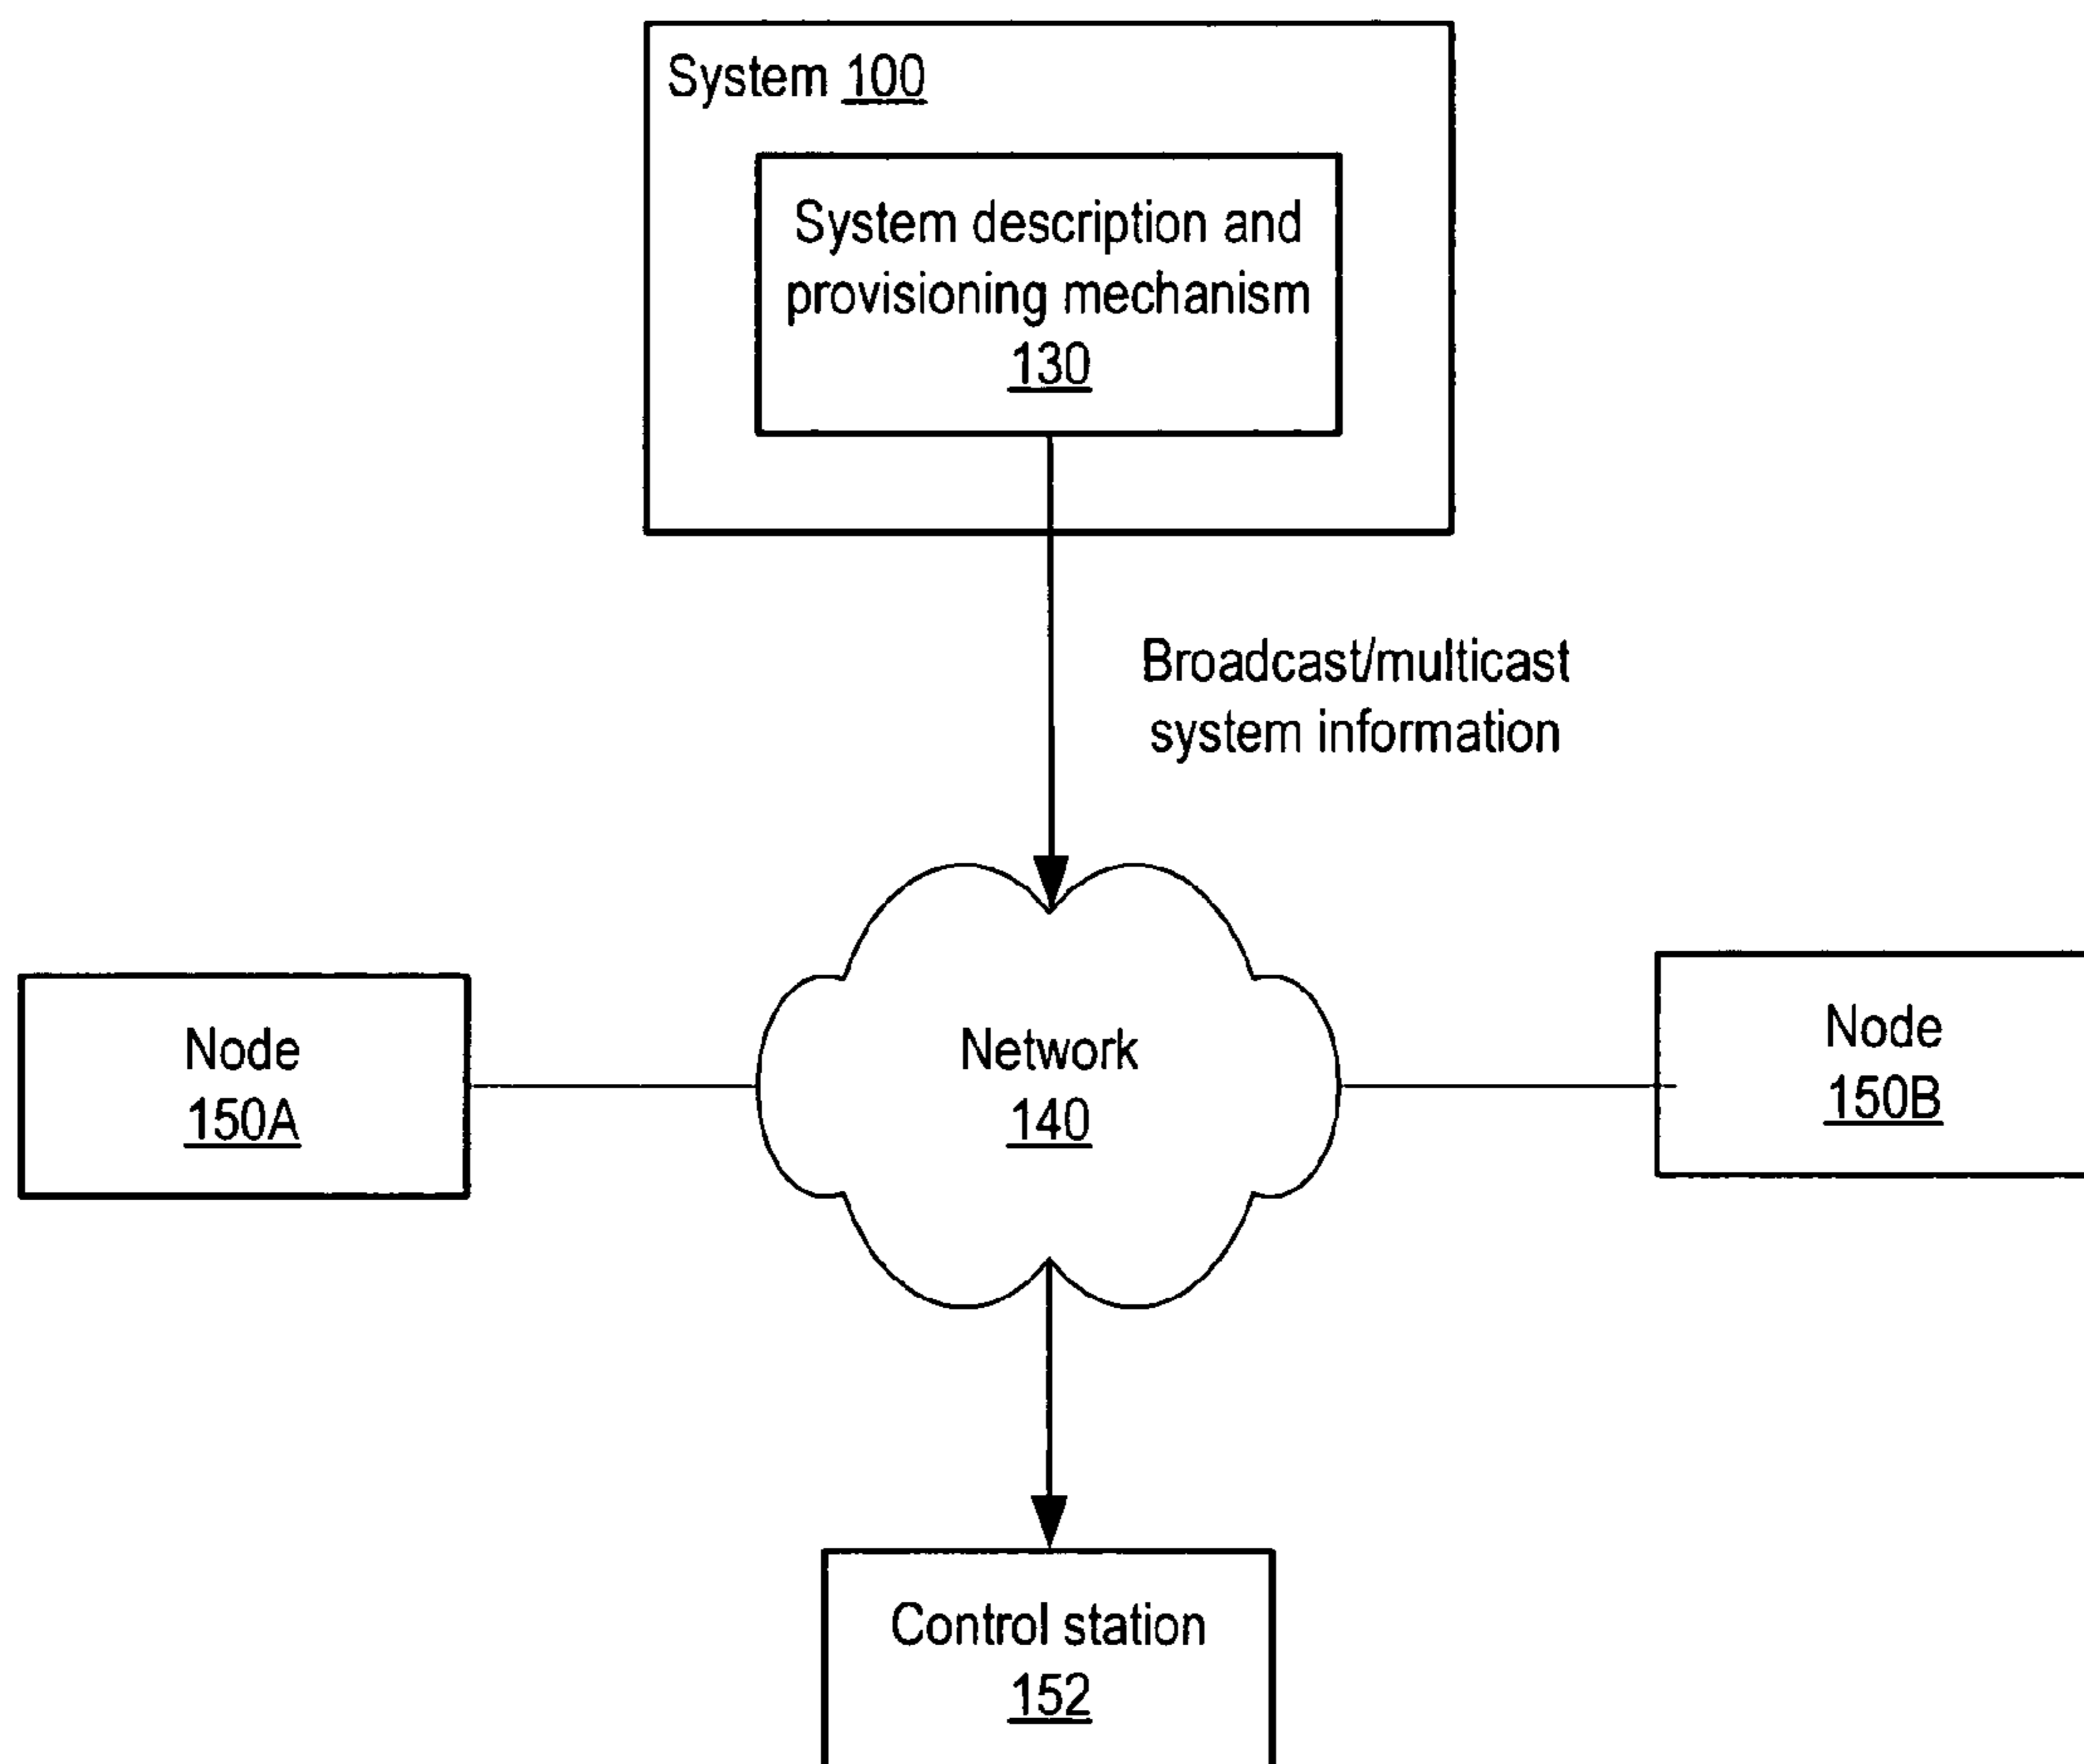 System 100
System description and
provisioning mechanism
130
Broadcast/multicast
system information
Node
150A
Network
140
Node
150B
Control station
152